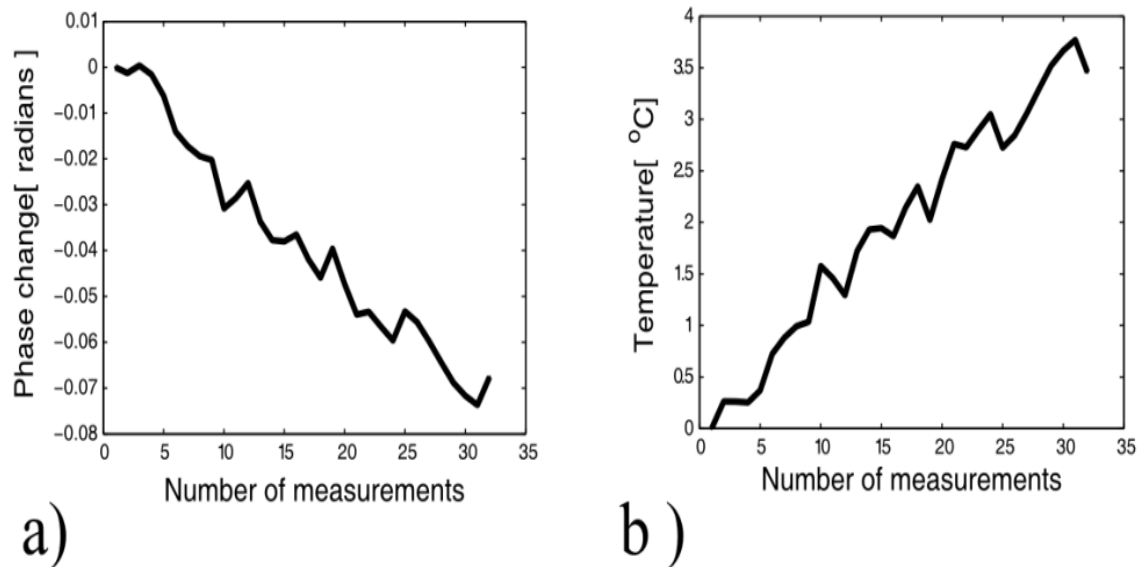 0.01
0
−0.01
−0.02
−0.03
−0.04
−0.05
−0.06
−0.07
−0.08
Phase change[ radians ]
0 5 10 15 20 25 30 35
Number of measurements
a)
4
3.5
3
2.5
2
1.5
1
0.5
0
Temperature[ °C]
0 5 10 15 20 25 30 35
Number of measurements
b )